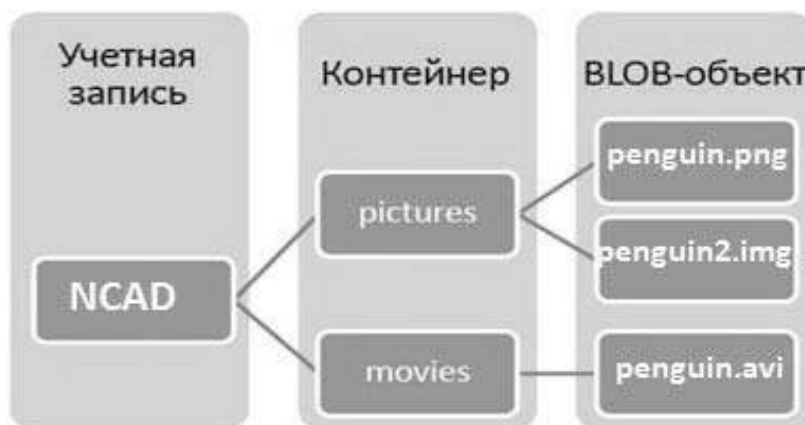 Учетная
запись
Контейнер
BLOB-объект
NCAD
pictures
movies
penguin.png
penguin2.img
penguin.avi